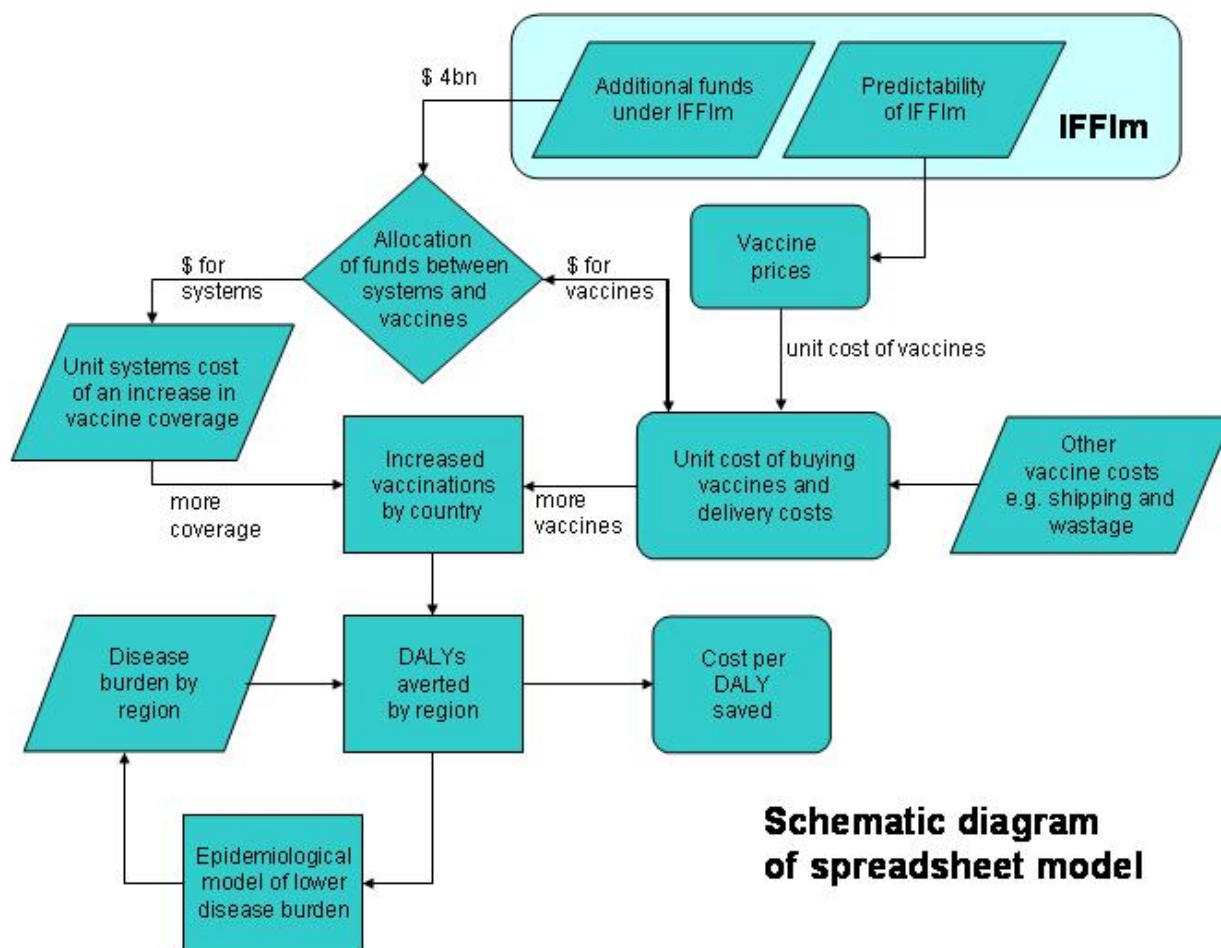 $ 4bn
Additional funds
under IFFIm
Predictability
of IFFIm
IFFIm
Allocation
of funds between
systems and
vaccines
$ for
systems
$ for
vaccines
Vaccine
prices
unit cost of vaccines
Unit systems cost
of an increase in
vaccine coverage
more
coverage
Increased
vaccinations
by country
more
vaccines
Unit cost of buying
vaccines and
delivery costs
Other
vaccine costs
e.g. shipping and
wastage
Disease
burden by
region
DALYs
averted
by region
Cost per
DALY
saved
Epidemiological
model of lower
disease burden
Schematic diagram
of spreadsheet model